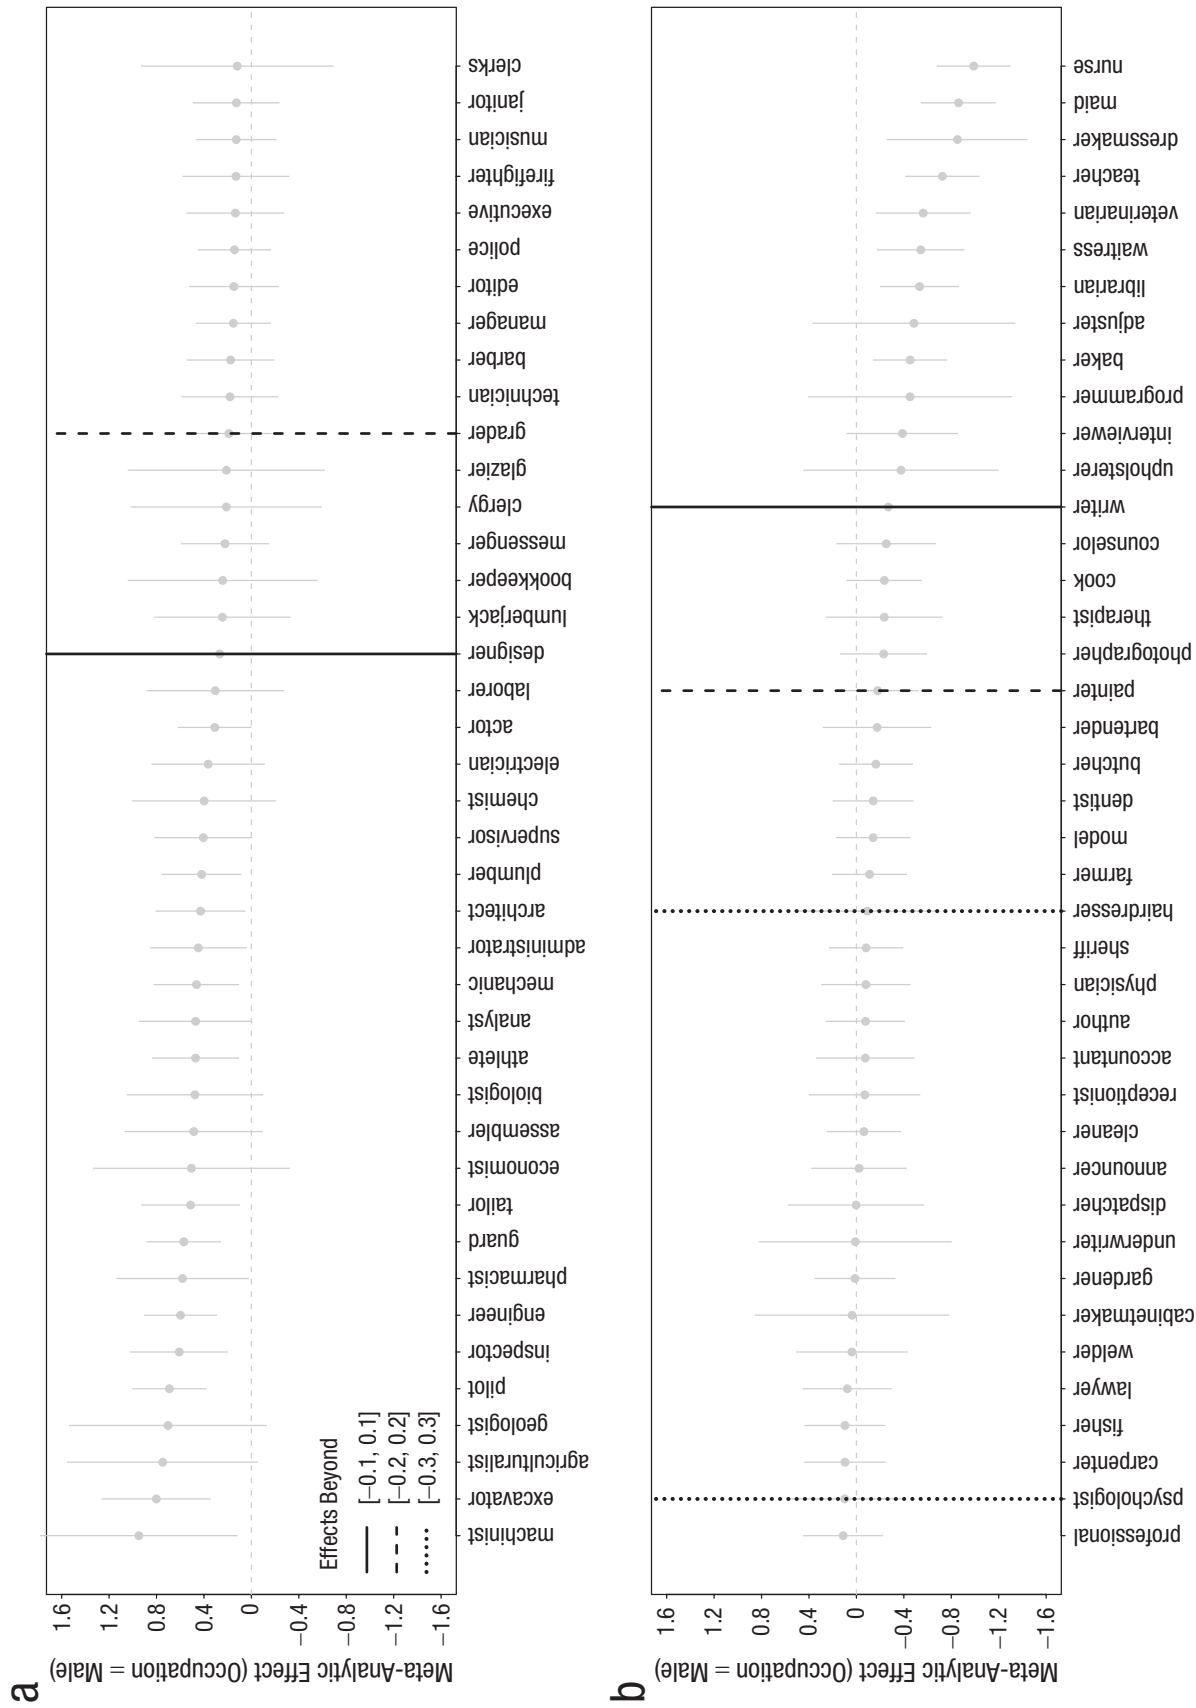 a
Meta-Analytic Effect (Occupation = Male)
1.6
1.2
0.8
0.4
0
−0.4
−0.8
−1.2
−1.6
machinist
excavator
agriculturalist
geologist
pilot
inspector
engineer
pharmacist
guard
tailor
economist
assembler
biologist
athlete
analyst
mechanic
administrator
architect
plumber
supervisor
chemist
electrician
actor
laborer
designer
lumberjack
bookkeeper
messenger
clergy
glazier
grader
technician
barber
manager
editor
police
executive
firefighter
musician
janitor
clerks
Effects Beyond
[−0.1, 0.1]
[−0.2, 0.2]
[−0.3, 0.3]
b
Meta-Analytic Effect (Occupation = Male)
1.6
1.2
0.8
0.4
0
−0.4
−0.8
−1.2
−1.6
professional
psychologist
carpenter
fisher
lawyer
welder
cabinetmaker
gardener
underwriter
dispatcher
announcer
cleaner
receptionist
accountant
author
physician
sheriff
hairdresser
farmer
model
dentist
butcher
bartender
painter
photographer
therapist
cook
counselor
writer
upholsterer
interviewer
programmer
baker
adjuster
librarian
waitress
veterinarian
teacher
dressmaker
maid
nurse